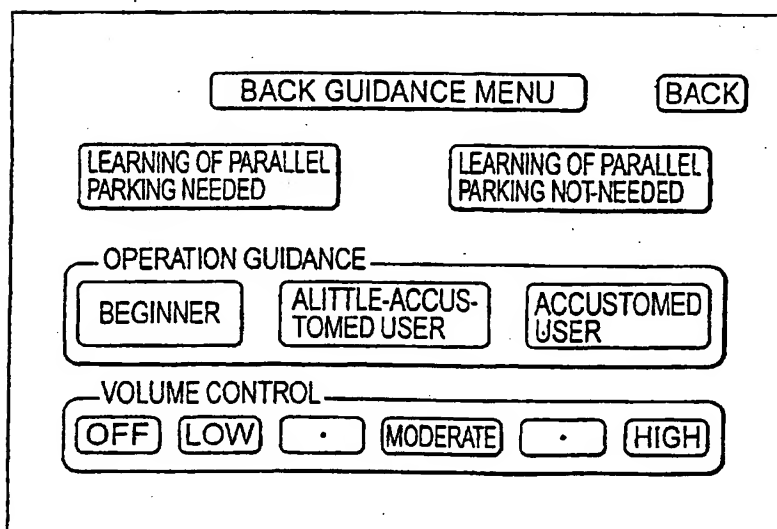 BACK GUIDANCE MENU BACK
LEARNING OF PARALLEL
PARKING NEEDED
LEARNING OF PARALLEL
PARKING NOT-NEEDED
OPERATION GUIDANCE
BEGINNER
ALITTLE-ACCUS-
TOMED USER
ACCUSTOMED
USER
VOLUME CONTROL
OFF LOW · MODERATE · HIGH